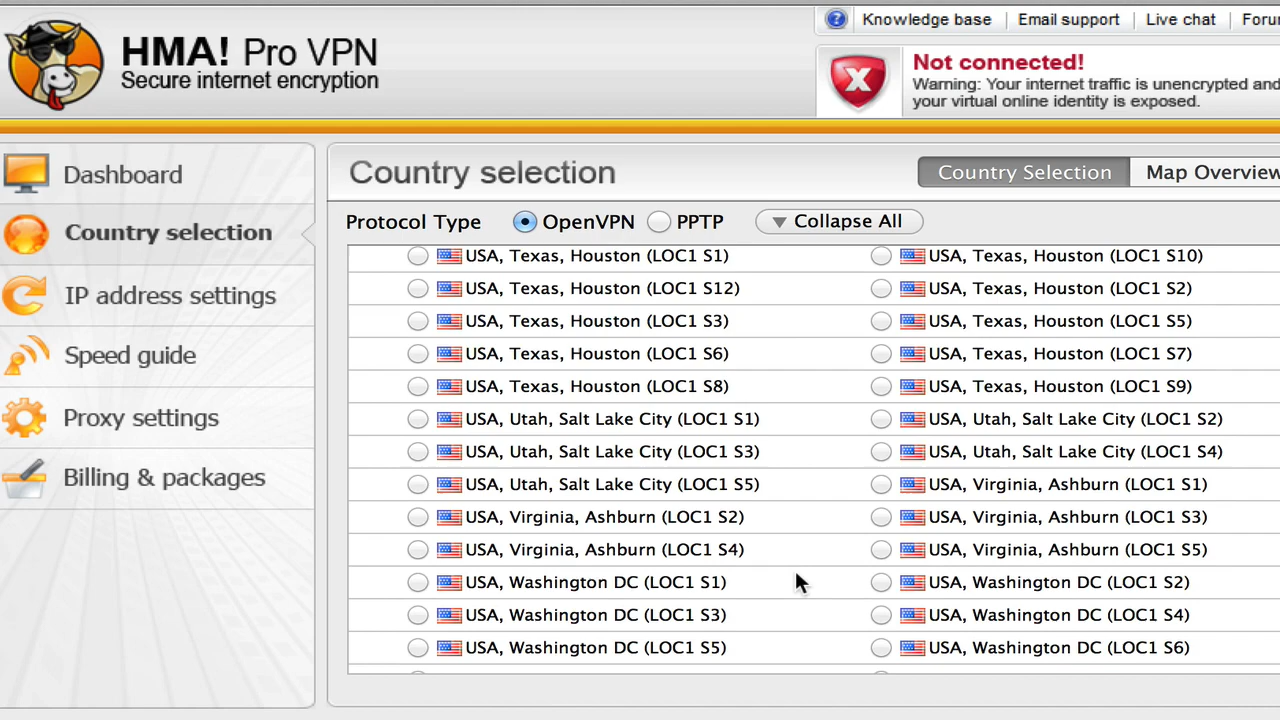 HMA! Pro VPN
Secure internet encryption
Knowledge base
Email support
Live chat
Foru
Not connected!
Warning: Your internet traffic is unencrypted and
your virtual online identity is exposed.
Dashboard
Country selection
IP address settings
Speed guide
Proxy settings
Billing & packages
Country selection
Country Selection
Map Overview
Protocol Type
OpenVPN
PPTP
Collapse All
USA, Texas, Houston (LOC1 S1)
USA, Texas, Houston (LOC1 S10)
USA, Texas, Houston (LOC1 S12)
USA, Texas, Houston (LOC1 S2)
USA, Texas, Houston (LOC1 S3)
USA, Texas, Houston (LOC1 S5)
USA, Texas, Houston (LOC1 S6)
USA, Texas, Houston (LOC1 S7)
USA, Texas, Houston (LOC1 S8)
USA, Texas, Houston (LOC1 S9)
USA, Utah, Salt Lake City (LOC1 S1)
USA, Utah, Salt Lake City (LOC1 S2)
USA, Utah, Salt Lake City (LOC1 S3)
USA, Utah, Salt Lake City (LOC1 S4)
USA, Utah, Salt Lake City (LOC1 S5)
USA, Virginia, Ashburn (LOC1 S1)
USA, Virginia, Ashburn (LOC1 S2)
USA, Virginia, Ashburn (LOC1 S3)
USA, Virginia, Ashburn (LOC1 S4)
USA, Virginia, Ashburn (LOC1 S5)
USA, Washington DC (LOC1 S1)
USA, Washington DC (LOC1 S2)
USA, Washington DC (LOC1 S3)
USA, Washington DC (LOC1 S4)
USA, Washington DC (LOC1 S5)
USA, Washington DC (LOC1 S6)